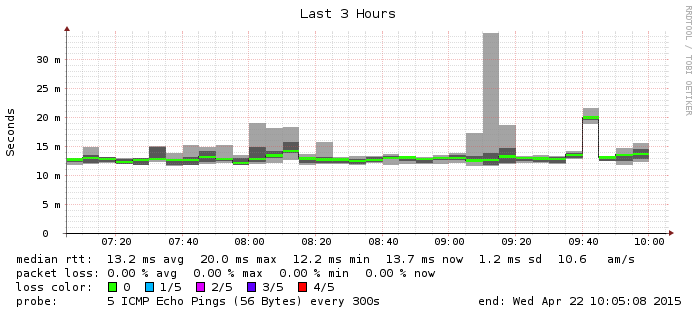 Last 3 Hours
RRDTOOL / TOBI OETIKER
Seconds
30 m
25 m
20 m
15 m
10 m
5 m
0
07:20 07:40 08:00 08:20 08:40 09:00 09:20 09:40 10:00
median rtt: 13.2 ms avg 20.0 ms max 12.2 ms min 13.7 ms now 1.2 ms sd 10.6 am/s
packet loss: 0.00 % avg 0.00 % max 0.00 % min 0.00 % now
loss color: 0 1/5 2/5 3/5 4/5
probe: 5 ICMP Echo Pings (56 Bytes) every 300s end: Wed Apr 22 10:05:08 2015